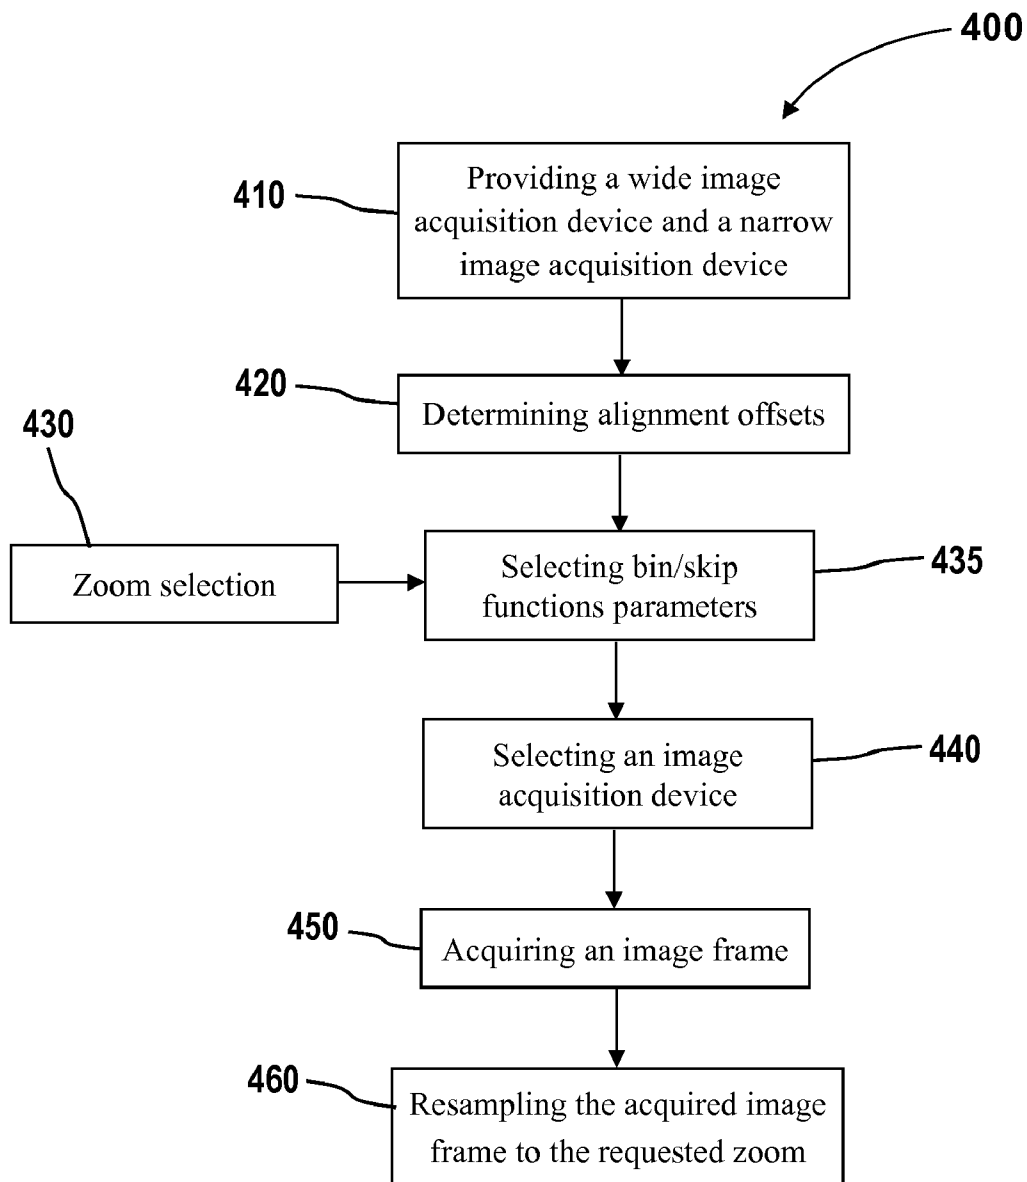 400
410
Providing a wide image
acquisition device and a narrow
image acquisition device
420
Determining alignment offsets
430
Zoom selection
Selecting bin/skip
functions parameters
435
Selecting an image
acquisition device
440
450
Acquiring an image frame
460
Resampling the acquired image
frame to the requested zoom